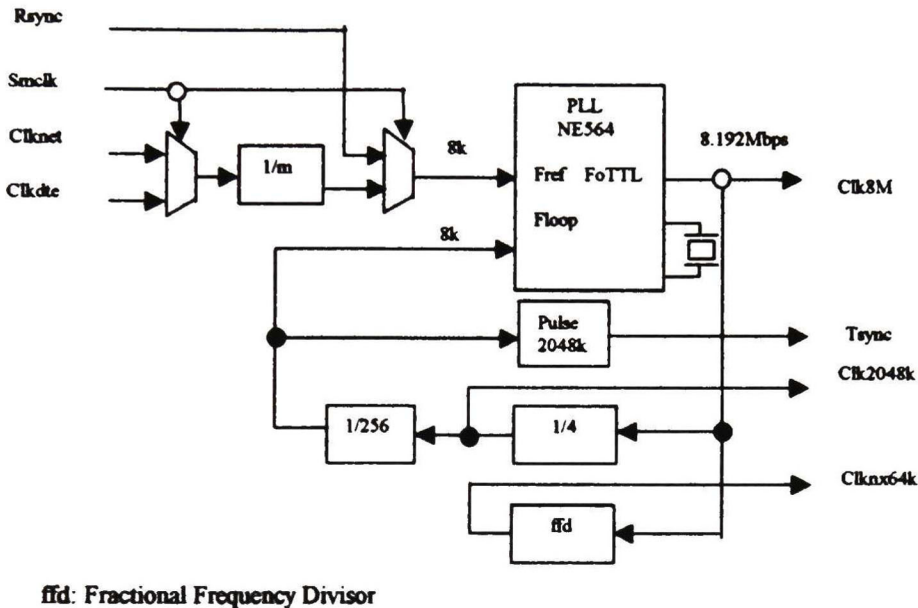 Rsync
Smclk
Clknet
Clkdte
1/m
8k
8k
PLL
NE564
Fref FoTTL
Floop
8.192Mbps
Clk8M
Pulse
2048k
Tsync
Clk2048k
1/256
1/4
Clknx64k
ffd
ffd: Fractional Frequency Divisor